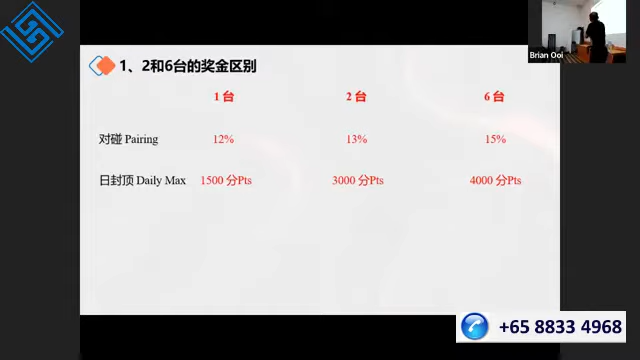 Brian Ooi
1、2和6台的奖金区别
1 台 2 台 6 台
对碰 Pairing 12% 13% 15%
日封顶 Daily Max 1500 分Pts 3000 分Pts 4000 分Pts
+65 8833 4968